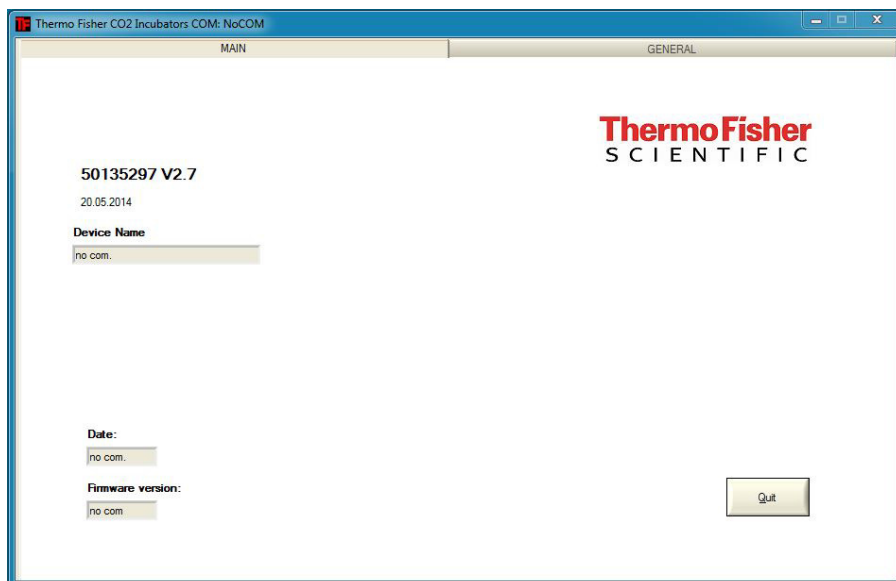 Thermo Fisher CO2 Incubators COM: NoCOM
MAIN
GENERAL
ThermoFisher
SCIENTIFIC
50135297 V2.7
20.05.2014
Device Name
no com.
Date:
no com.
Firmware version:
no com
Quit